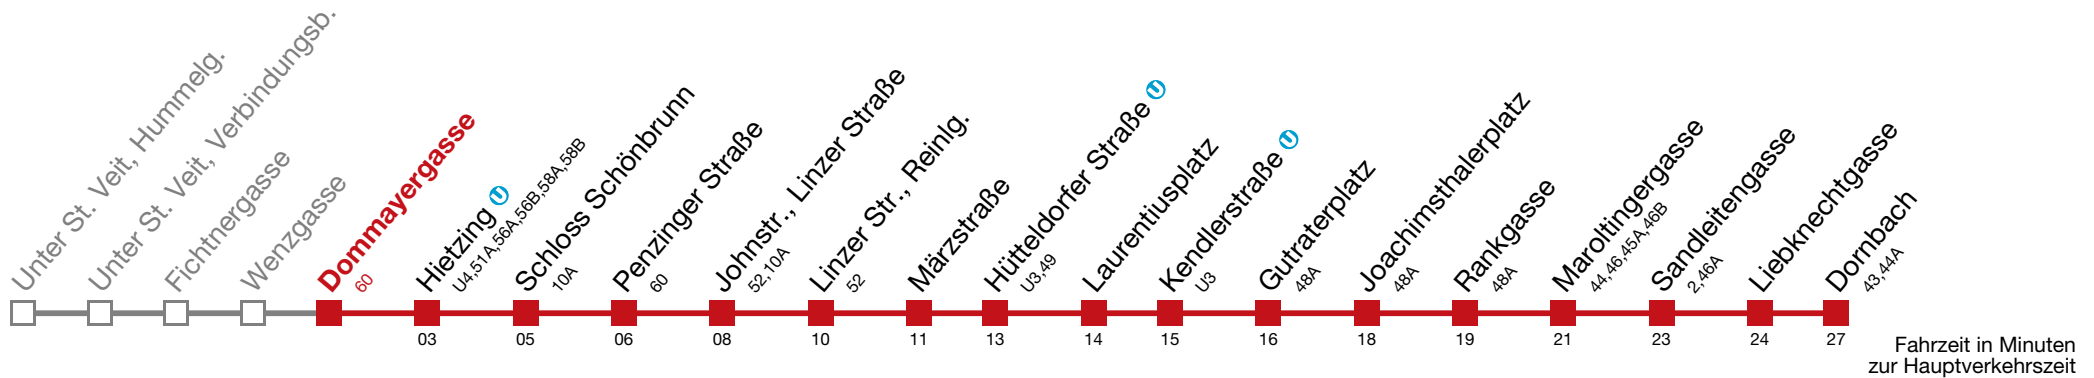 Unter St. Veit, Hummelg.
Unter St. Veit, Verbindungsb.
Fichtnergasse
Wenzgasse
Dommayergasse
60
Hietzing U
U4,51A,56A,56B,58A,58B
03
Schloss Schönbrunn
10A
05
Penzinger Straße
60
06
Johnstr., Linzer Straße
52,10A
08
Linzer Str., Reinlg.
52
10
Märzstraße
11
Hütteldorfer Straße U
U3,49
13
Laurentiusplatz
14
Kendlerstraße U
U3
15
Gutraterplatz
48A
16
Joachimsthalerplatz
48A
18
Rankgasse
48A
19
Maroltingergasse
44,46,45A,46B
21
Sandleitengasse
2,46A
23
Liebknechtgasse
24
Dornbach
43,44A
27
Fahrzeit in Minuten
zur Hauptverkehrszeit